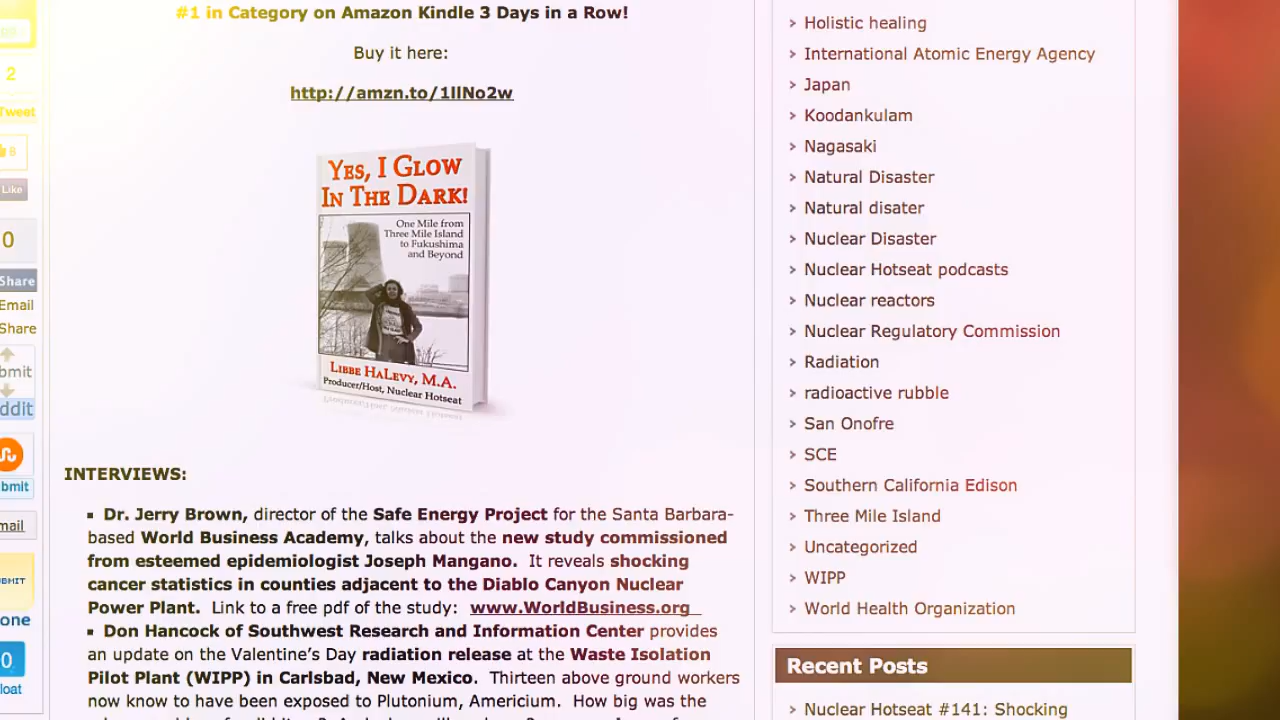 #1 in Category on Amazon Kindle 3 Days in a Row!
Buy it here:
http://amzn.to/1llNo2w
YES, I GLOW
IN THE DARK!
One Mile from
Three Mile Island
to Fukushima
and Beyond
LIBBE HALEVY, M.A.
Producer/Host, Nuclear Hotseat
INTERVIEWS:
Dr. Jerry Brown, director of the Safe Energy Project for the Santa Barbara-
based World Business Academy, talks about the new study commissioned
from esteemed epidemiologist Joseph Mangano. It reveals shocking
cancer statistics in counties adjacent to the Diablo Canyon Nuclear
Power Plant. Link to a free pdf of the study: www.WorldBusiness.org
Don Hancock of Southwest Research and Information Center provides
an update on the Valentine's Day radiation release at the Waste Isolation
Pilot Plant (WIPP) in Carlsbad, New Mexico. Thirteen above ground workers
now know to have been exposed to Plutonium, Americium. How big was the
2
Tweet
8
Like
0
Share
Email
Share
bmit
ddit
bmit
mail
BMIT
one
0
loat
Holistic healing
International Atomic Energy Agency
Japan
Koodankulam
Nagasaki
Natural Disaster
Natural disater
Nuclear Disaster
Nuclear Hotseat podcasts
Nuclear reactors
Nuclear Regulatory Commission
Radiation
radioactive rubble
San Onofre
SCE
Southern California Edison
Three Mile Island
Uncategorized
WIPP
World Health Organization
Recent Posts
Nuclear Hotseat #141: Shocking